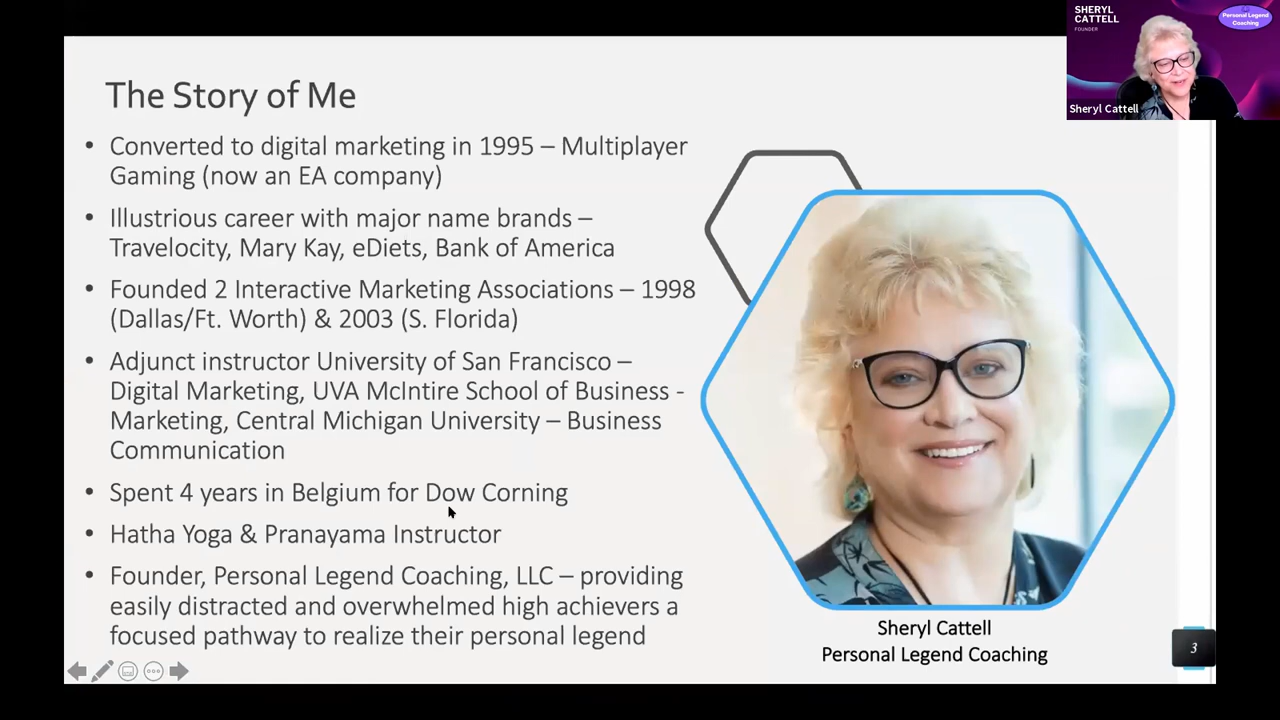 SHERYL
CATTELL
FOUNDER
Personal Legend
Coaching
Sheryl Cattell
The Story of Me
• Converted to digital marketing in 1995 – Multiplayer
Gaming (now an EA company)
• Illustrious career with major name brands –
Travelocity, Mary Kay, eDiets, Bank of America
• Founded 2 Interactive Marketing Associations – 1998
(Dallas/Ft. Worth) & 2003 (S. Florida)
• Adjunct instructor University of San Francisco –
Digital Marketing, UVA McIntire School of Business -
Marketing, Central Michigan University – Business
Communication
• Spent 4 years in Belgium for Dow Corning
• Hatha Yoga & Pranayama Instructor
• Founder, Personal Legend Coaching, LLC – providing
easily distracted and overwhelmed high achievers a
focused pathway to realize their personal legend
Sheryl Cattell
Personal Legend Coaching
3